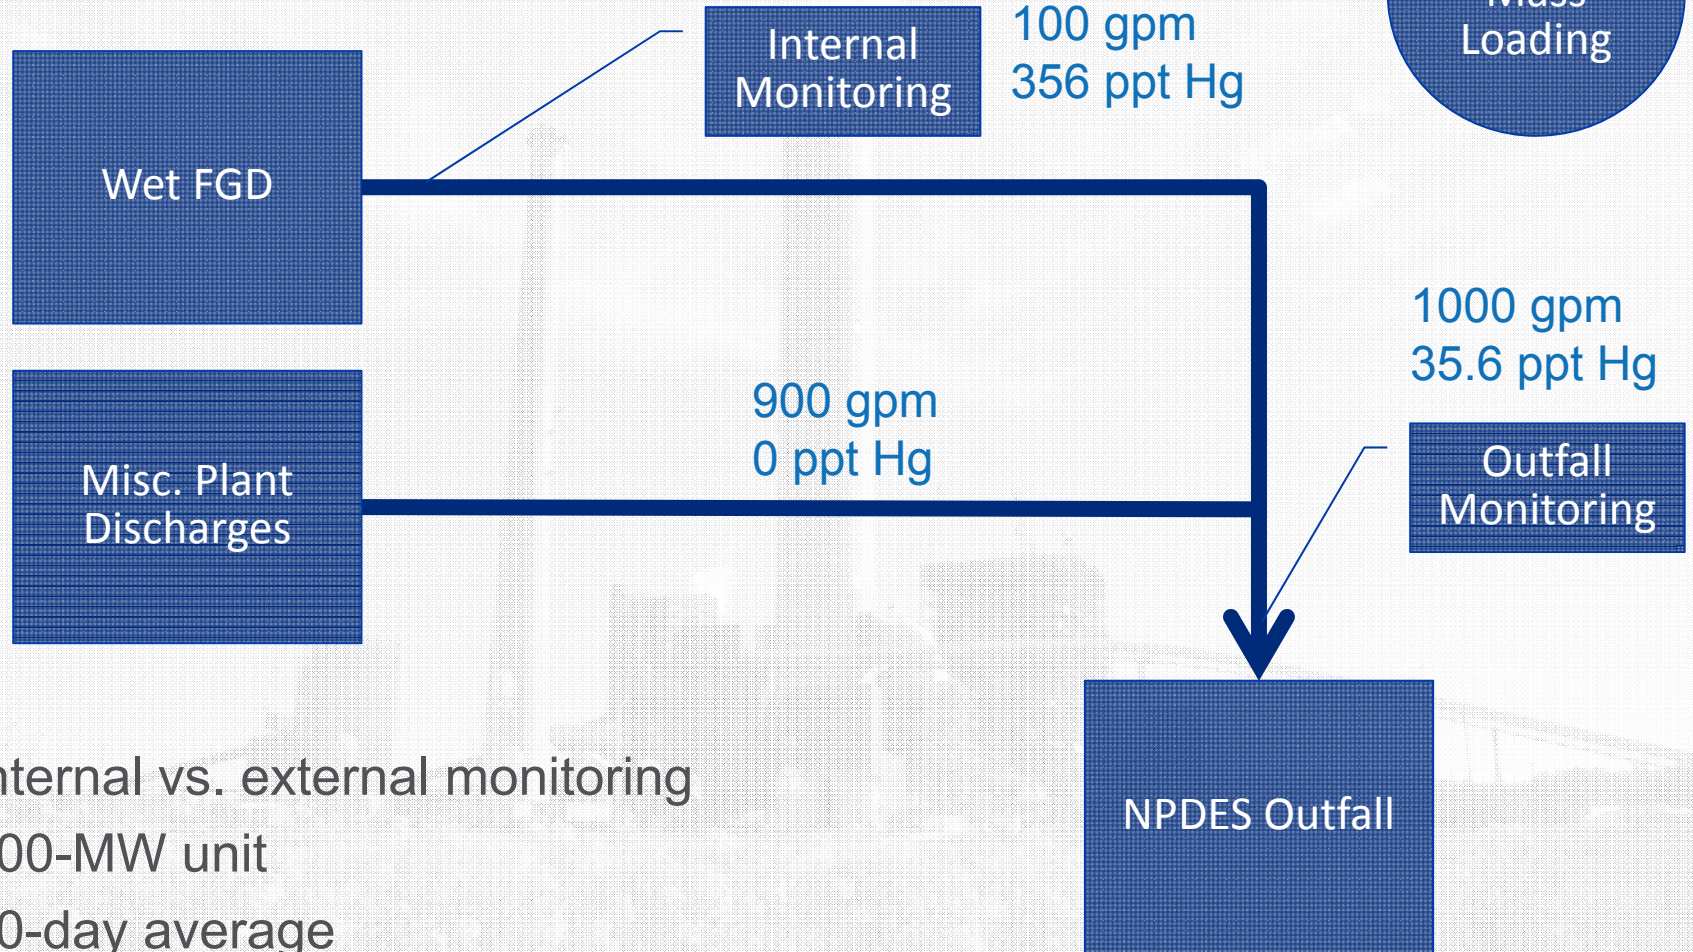 Internal
Monitoring
100 gpm
356 ppt Hg
Mass
Loading
Wet FGD
1000 gpm
35.6 ppt Hg
900 gpm
0 ppt Hg
Misc. Plant
Discharges
Outfall
Monitoring
nternal vs. external monitoring
00-MW unit
0-day average
NPDES Outfall